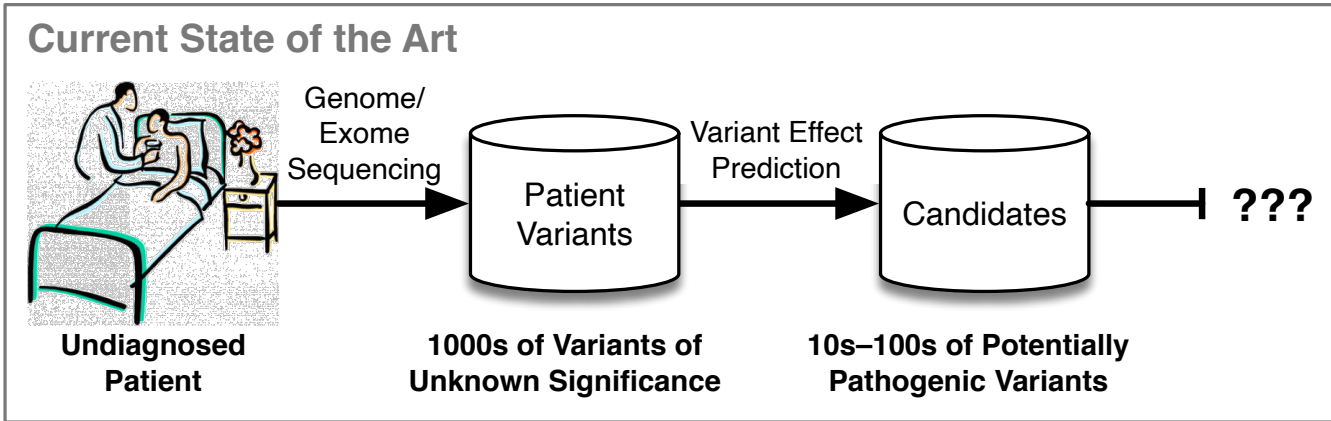 Current State of the Art
Genome/
Exome
Sequencing
Patient
Variants
Variant Effect
Prediction
Candidates
???
Undiagnosed
Patient
1000s of Variants of
Unknown Significance
10s–100s of Potentially
Pathogenic Variants